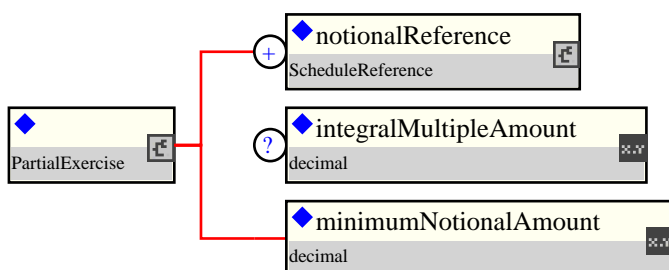 notionalReference
+
ScheduleReference
PartialExercise
integralMultipleAmount
?
decimal
x.y
minimumNotionalAmount
decimal
x.y